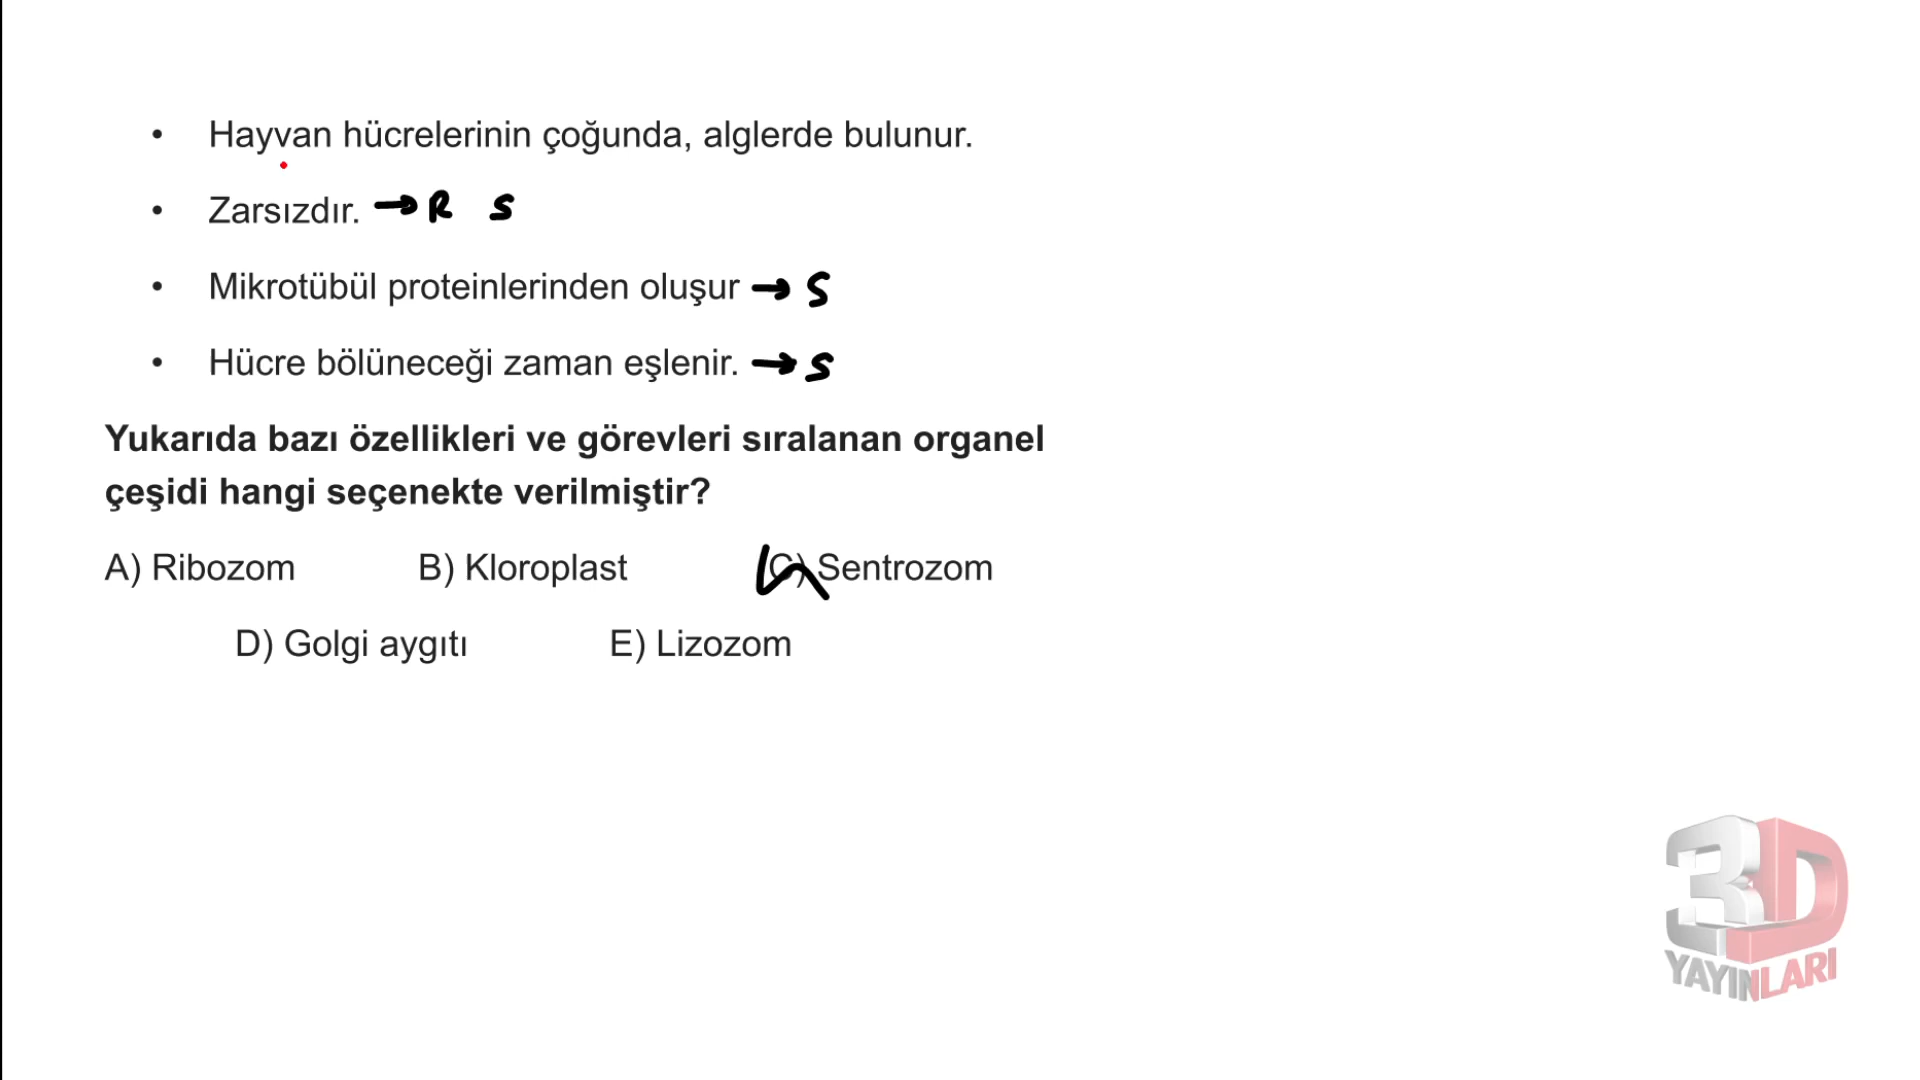 • Hayvan hücrelerinin çoğunda, alglerde bulunur.
• Zarsızdır. → R S
• Mikrotübül proteinlerinden oluşur → S
• Hücre bölüneceği zaman eşlenir. → S
Yukarıda bazı özellikleri ve görevleri sıralanan organel
çeşidi hangi seçenekte verilmiştir?
A) Ribozom B) Kloroplast C) Sentrozom
D) Golgi aygıtı E) Lizozom
3D
YAYINLARI